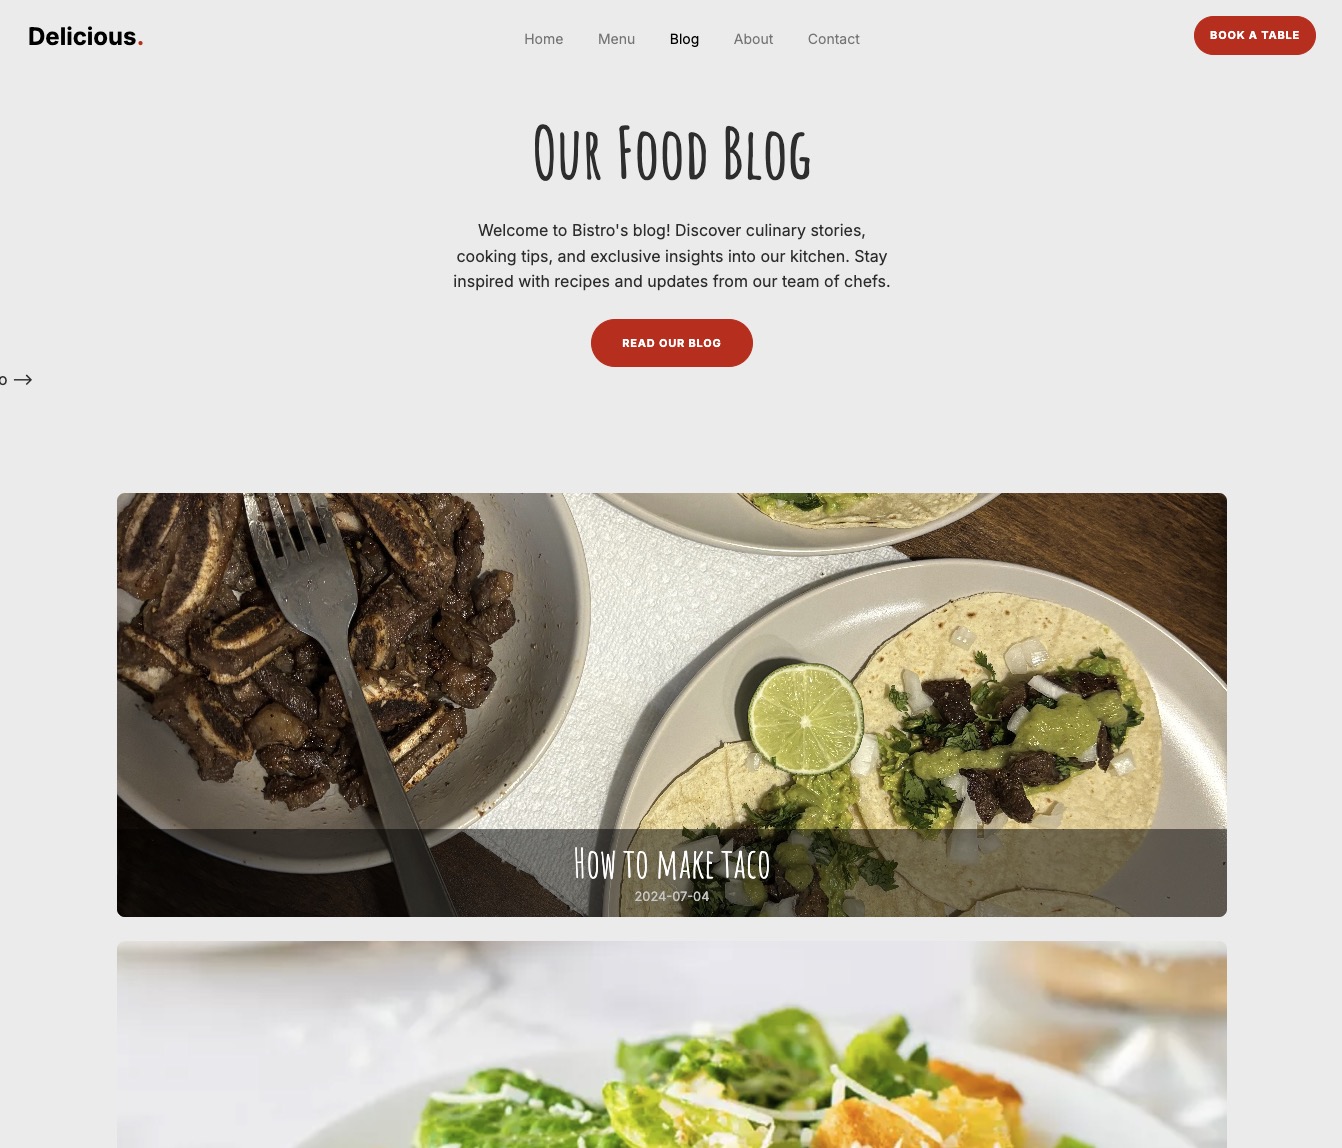 Delicious.
Home Menu Blog About Contact
BOOK A TABLE
Our Food Blog
Welcome to Bistro's blog! Discover culinary stories,
cooking tips, and exclusive insights into our kitchen. Stay
inspired with recipes and updates from our team of chefs.
READ OUR BLOG
o →
How to make taco
2024-07-04